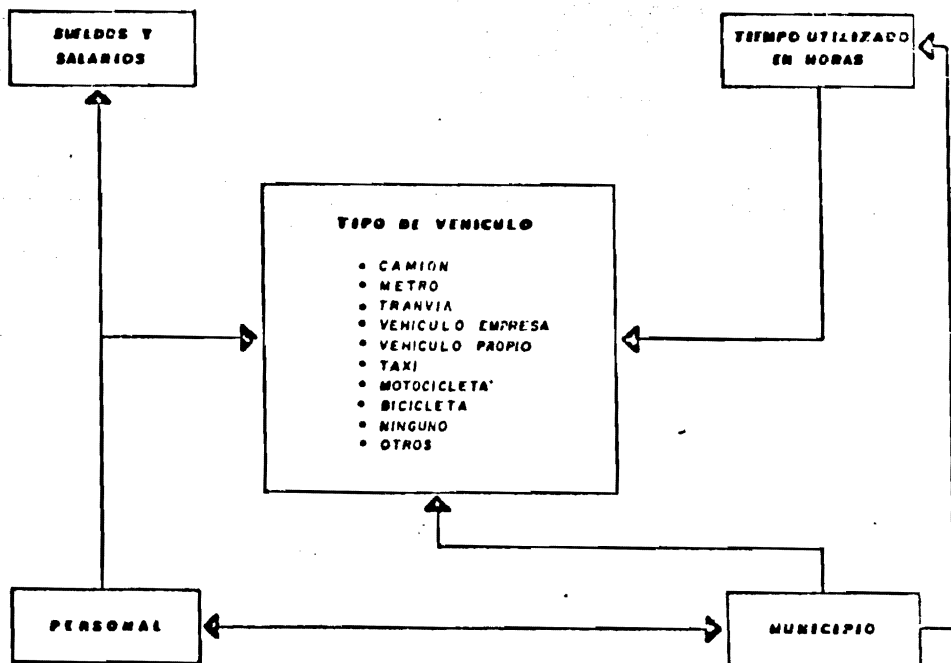 SUELDOS Y
SALARIOS
TIEMPO UTILIZADO
EN HORAS
TIPO DE VEHICULO
• CAMION
• METRO
• TRANVIA
• VEHICULO EMPRESA
• VEHICULO PROPIO
• TAXI
• MOTOCICLETA
• BICICLETA
• NINGUNO
• OTROS
PERSONAL
MUNICIPIO